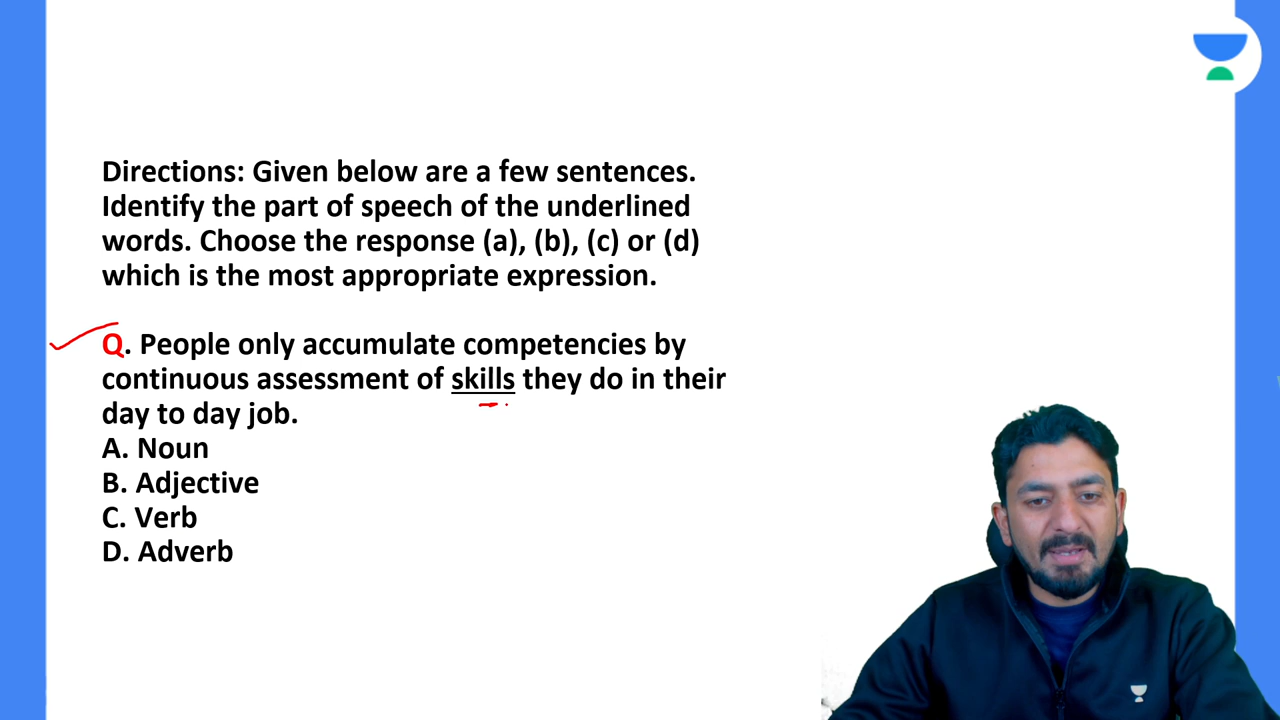 Directions: Given below are a few sentences.
Identify the part of speech of the underlined
words. Choose the response (a), (b), (c) or (d)
which is the most appropriate expression.
Q. People only accumulate competencies by
continuous assessment of skills they do in their
day to day job.
A. Noun
B. Adjective
C. Verb
D. Adverb